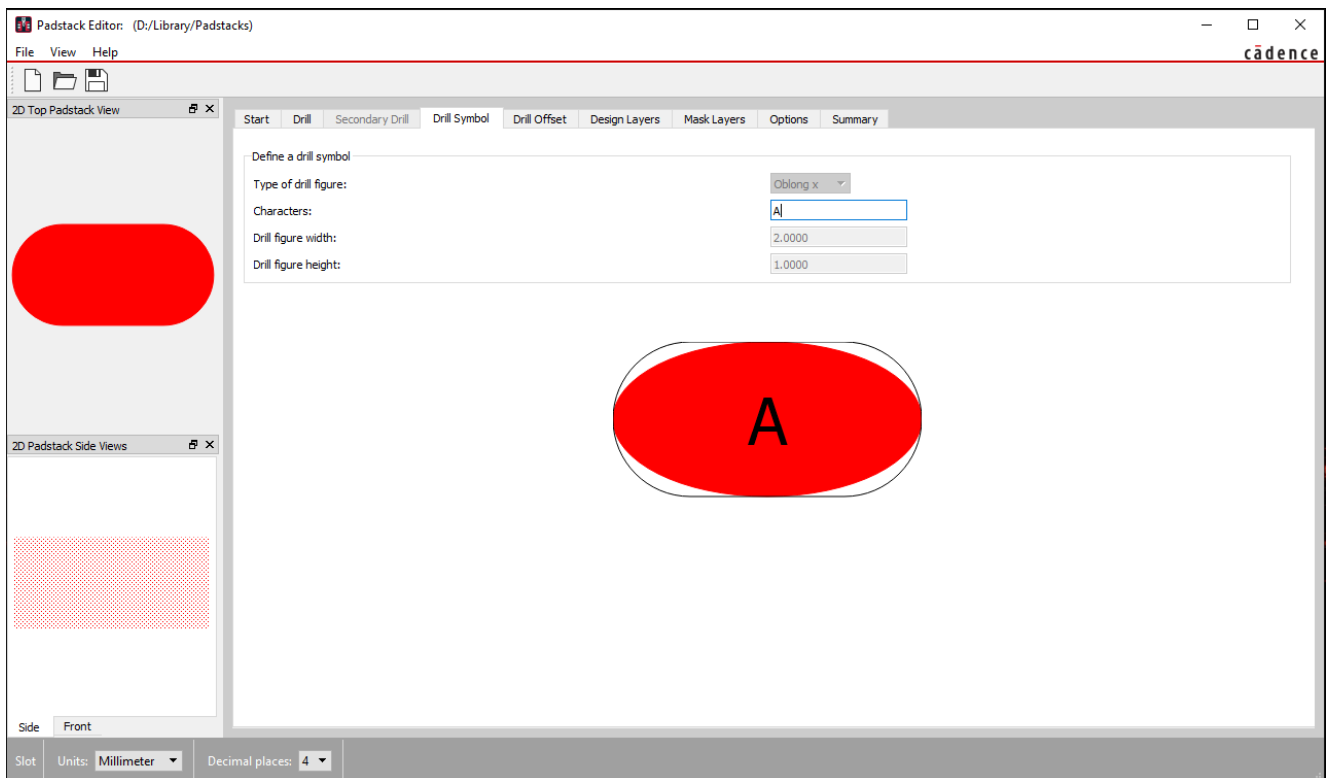 Padstack Editor: (D:/Library/Padstacks)
File View Help
cādence
2D Top Padstack View
Start Drill Secondary Drill Drill Symbol Drill Offset Design Layers Mask Layers Options Summary
Define a drill symbol
Type of drill figure: Oblong x
Characters: A
Drill figure width: 2.0000
Drill figure height: 1.0000
A
2D Padstack Side Views
Side Front
Slot Units: Millimeter Decimal places: 4